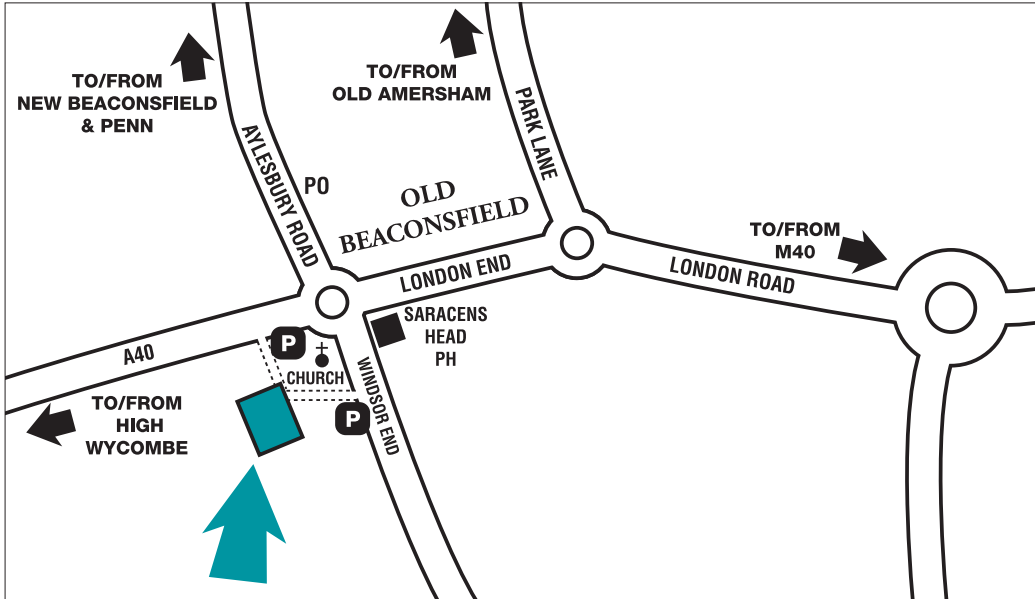 TO/FROM
NEW BEACONSFIELD
& PENN
TO/FROM
OLD AMERSHAM
AYLESBURY ROAD
PO
PARK LANE
OLD
BEACONSFIELD
TO/FROM
M40
LONDON END
LONDON ROAD
SARACENS
HEAD
PH
A40
P
CHURCH
WINDSOR END
P
TO/FROM
HIGH
WYCOMBE